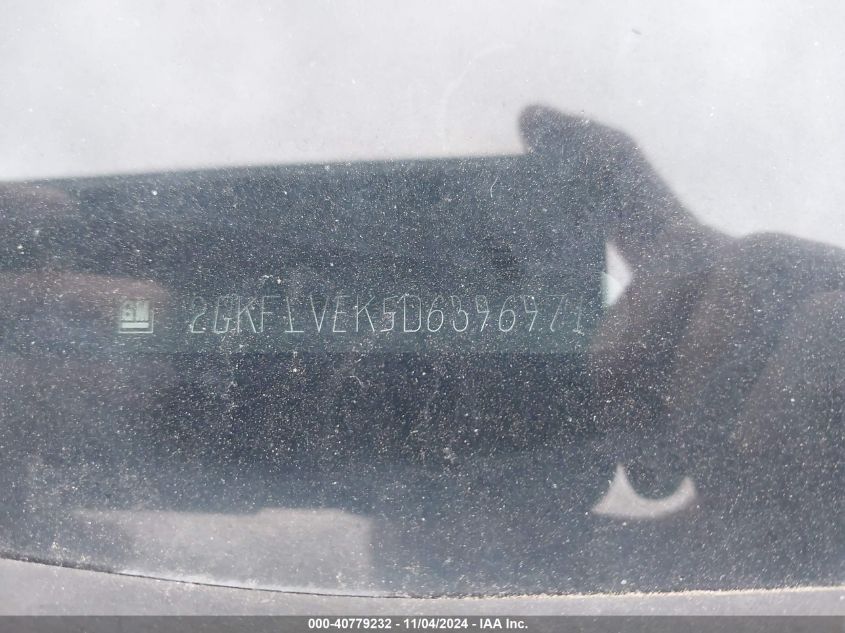 GM 2GKFLVEK5D6396971
000-40779232 - 11/04/2024 - IAA Inc.